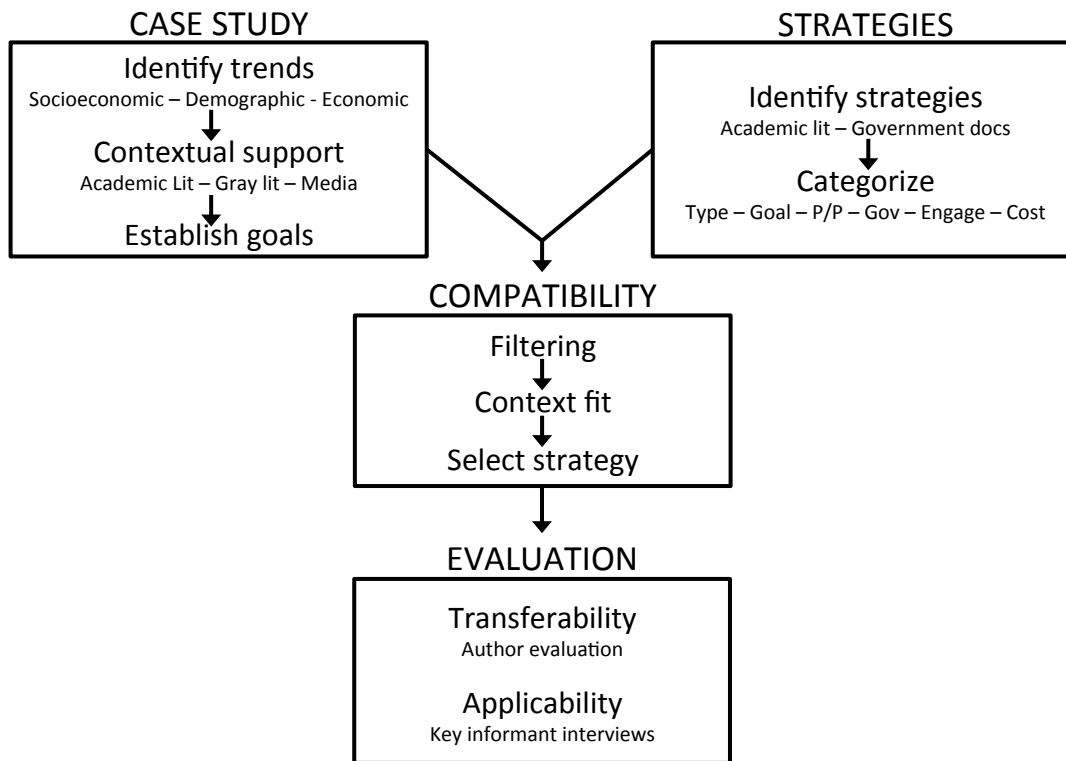 CASE STUDY
Identify trends
Socioeconomic – Demographic - Economic
Contextual support
Academic Lit – Gray lit – Media
Establish goals
STRATEGIES
Identify strategies
Academic lit – Government docs
Categorize
Type – Goal – P/P – Gov – Engage – Cost
COMPATIBILITY
Filtering
Context fit
Select strategy
EVALUATION
Transferability
Author evaluation
Applicability
Key informant interviews